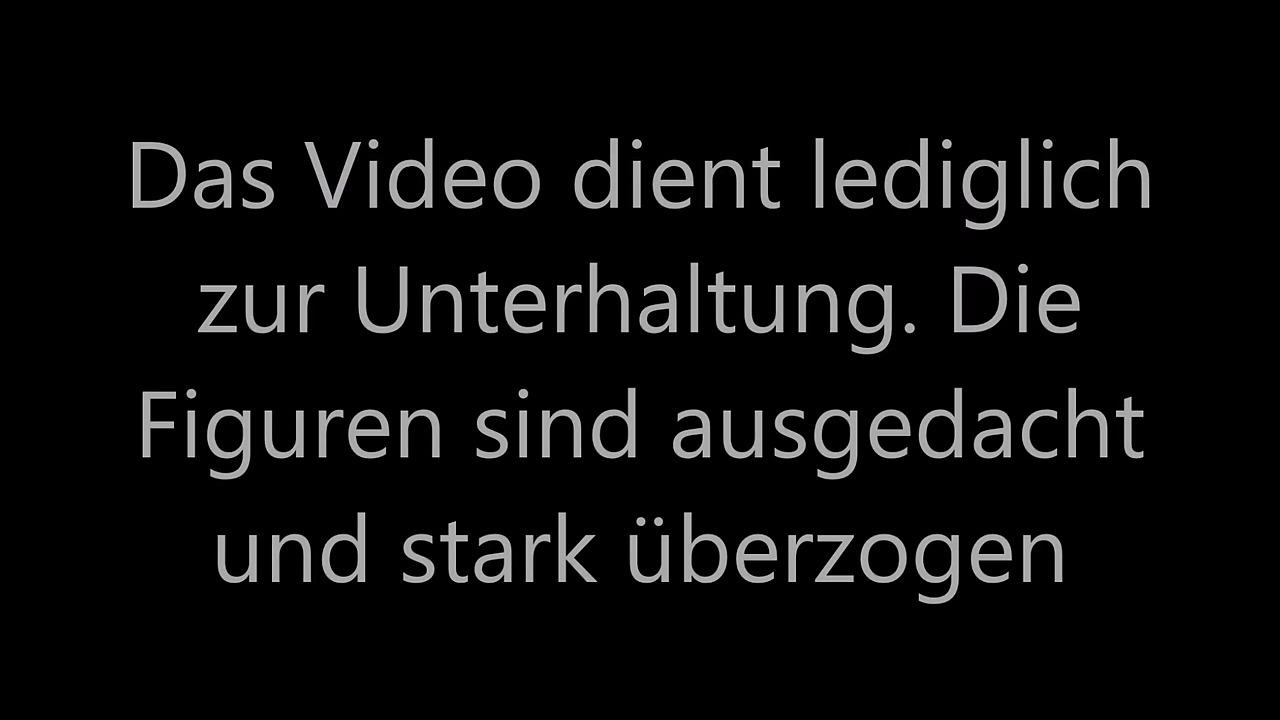 Das Video dient lediglich
zur Unterhaltung. Die
Figuren sind ausgedacht
und stark überzogen